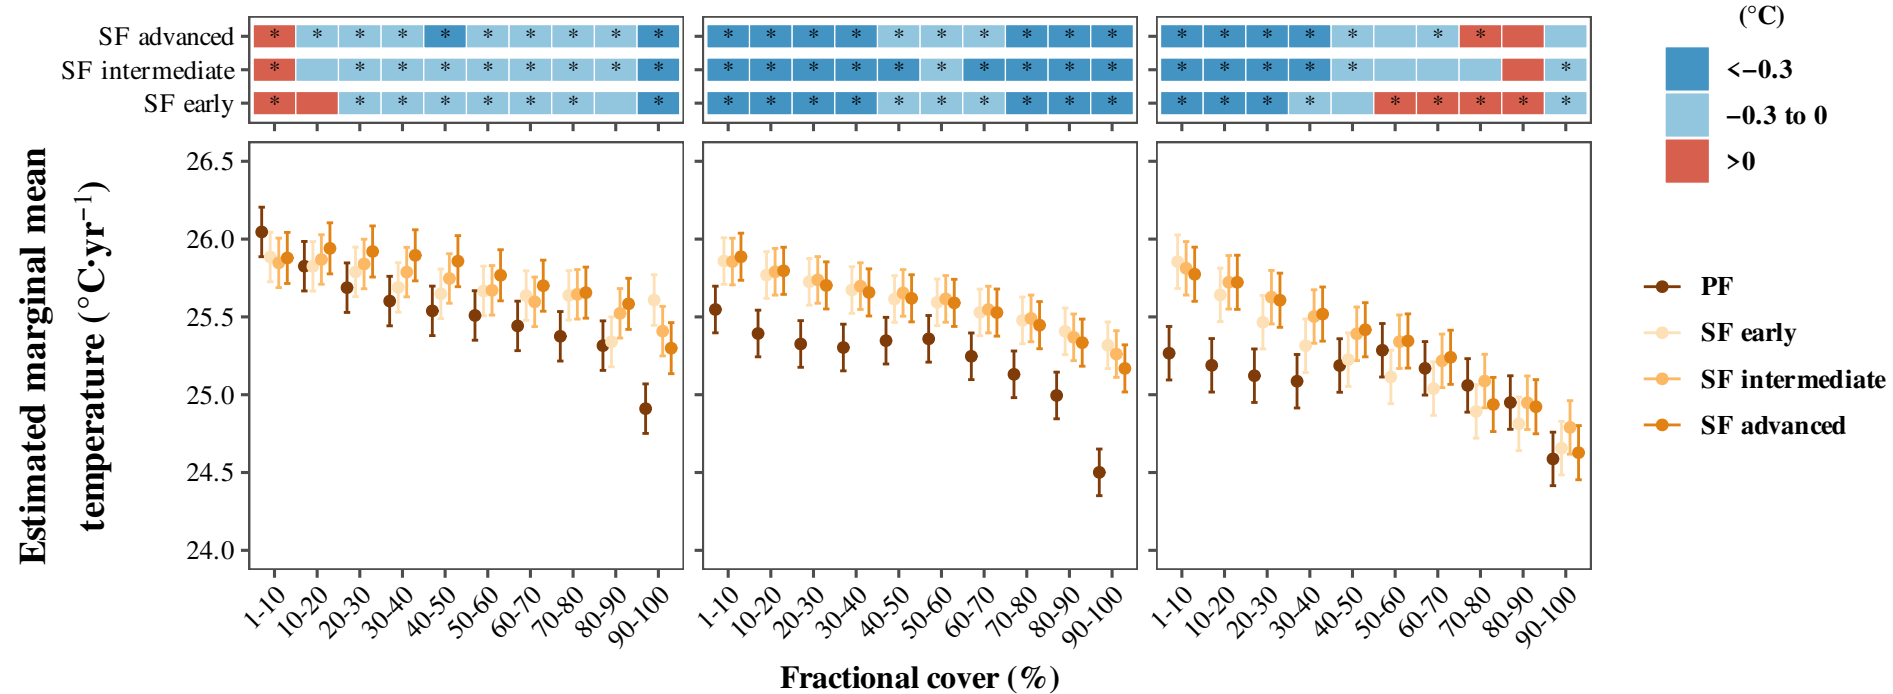 (°C)
SF advanced
* * * * * * * * * *
* * * * * * * * * *
* * * * * * *
SF intermediate
* * * * * * * * *
* * * * * * * * * *
* * * * * *
<−0.3
SF early
* * * * * * * *
* * * * * * * * * *
* * * * * * * * *
−0.3 to 0
>0
Estimated marginal mean
temperature (°C·yr−1)
26.5
26.0
25.5
25.0
24.5
24.0
PF
SF early
SF intermediate
SF advanced
1-10 10-20 20-30 30-40 40-50 50-60 60-70 70-80 80-90 90-100
1-10 10-20 20-30 30-40 40-50 50-60 60-70 70-80 80-90 90-100
1-10 10-20 20-30 30-40 40-50 50-60 60-70 70-80 80-90 90-100
Fractional cover (%)